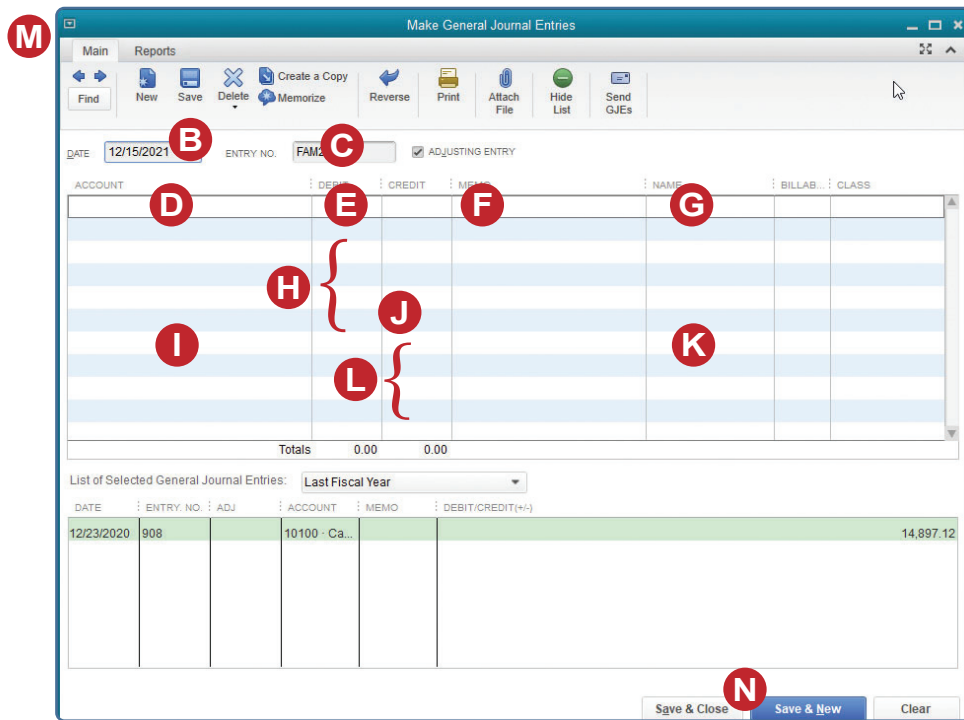 M
Make General Journal Entries
Main Reports
Find New Save Delete Create a Copy Memorize Reverse Print Attach File Hide List Send GJEs
DATE 12/15/2021 B ENTRY NO. C ADJUSTING ENTRY
ACCOUNT DEBIT CREDIT MEMO NAME BILLAB... CLASS
D E F G
H
J
I K
L
Totals 0.00 0.00
List of Selected General Journal Entries: Last Fiscal Year
DATE ENTRY. NO. ADJ ACCOUNT MEMO DEBIT/CREDIT(+/-)
12/23/2020 908 10100 · Ca... 14,897.12
N
Save & Close Save & New Clear